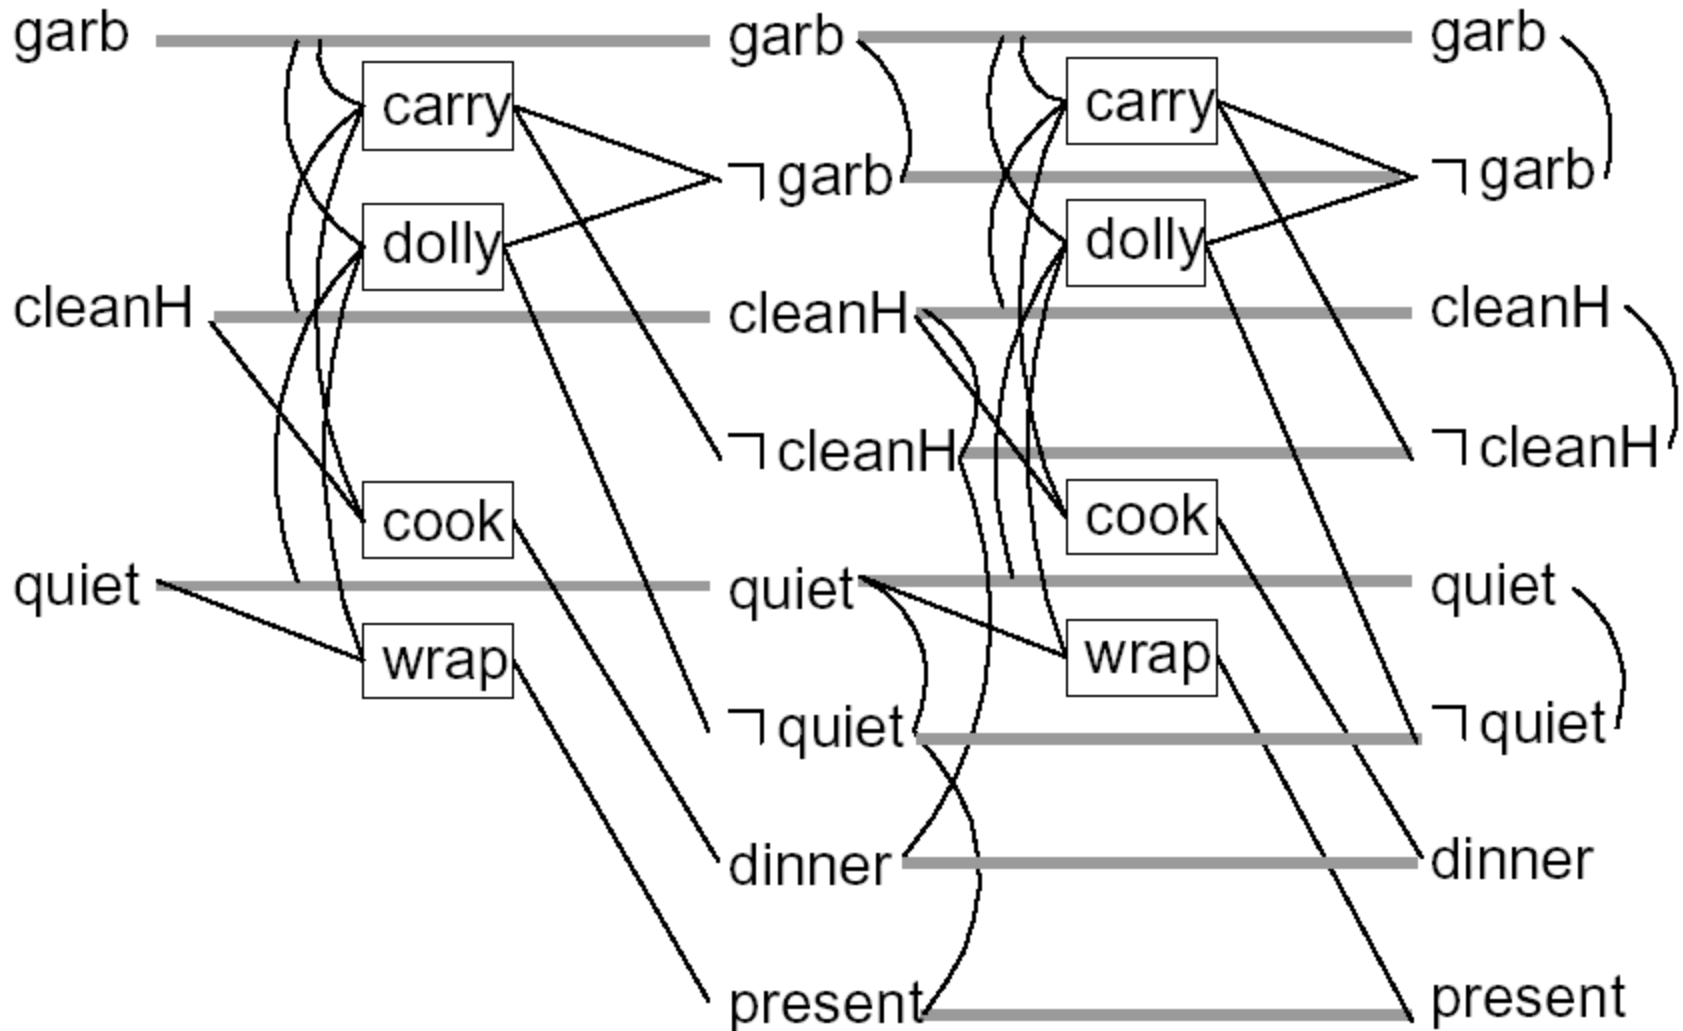 garb garb garb
carry carry
¬ garb ¬ garb
dolly dolly
cleanH cleanH cleanH
¬ cleanH ¬ cleanH
cook cook
quiet quiet quiet
wrap wrap
¬ quiet ¬ quiet
dinner dinner
present present